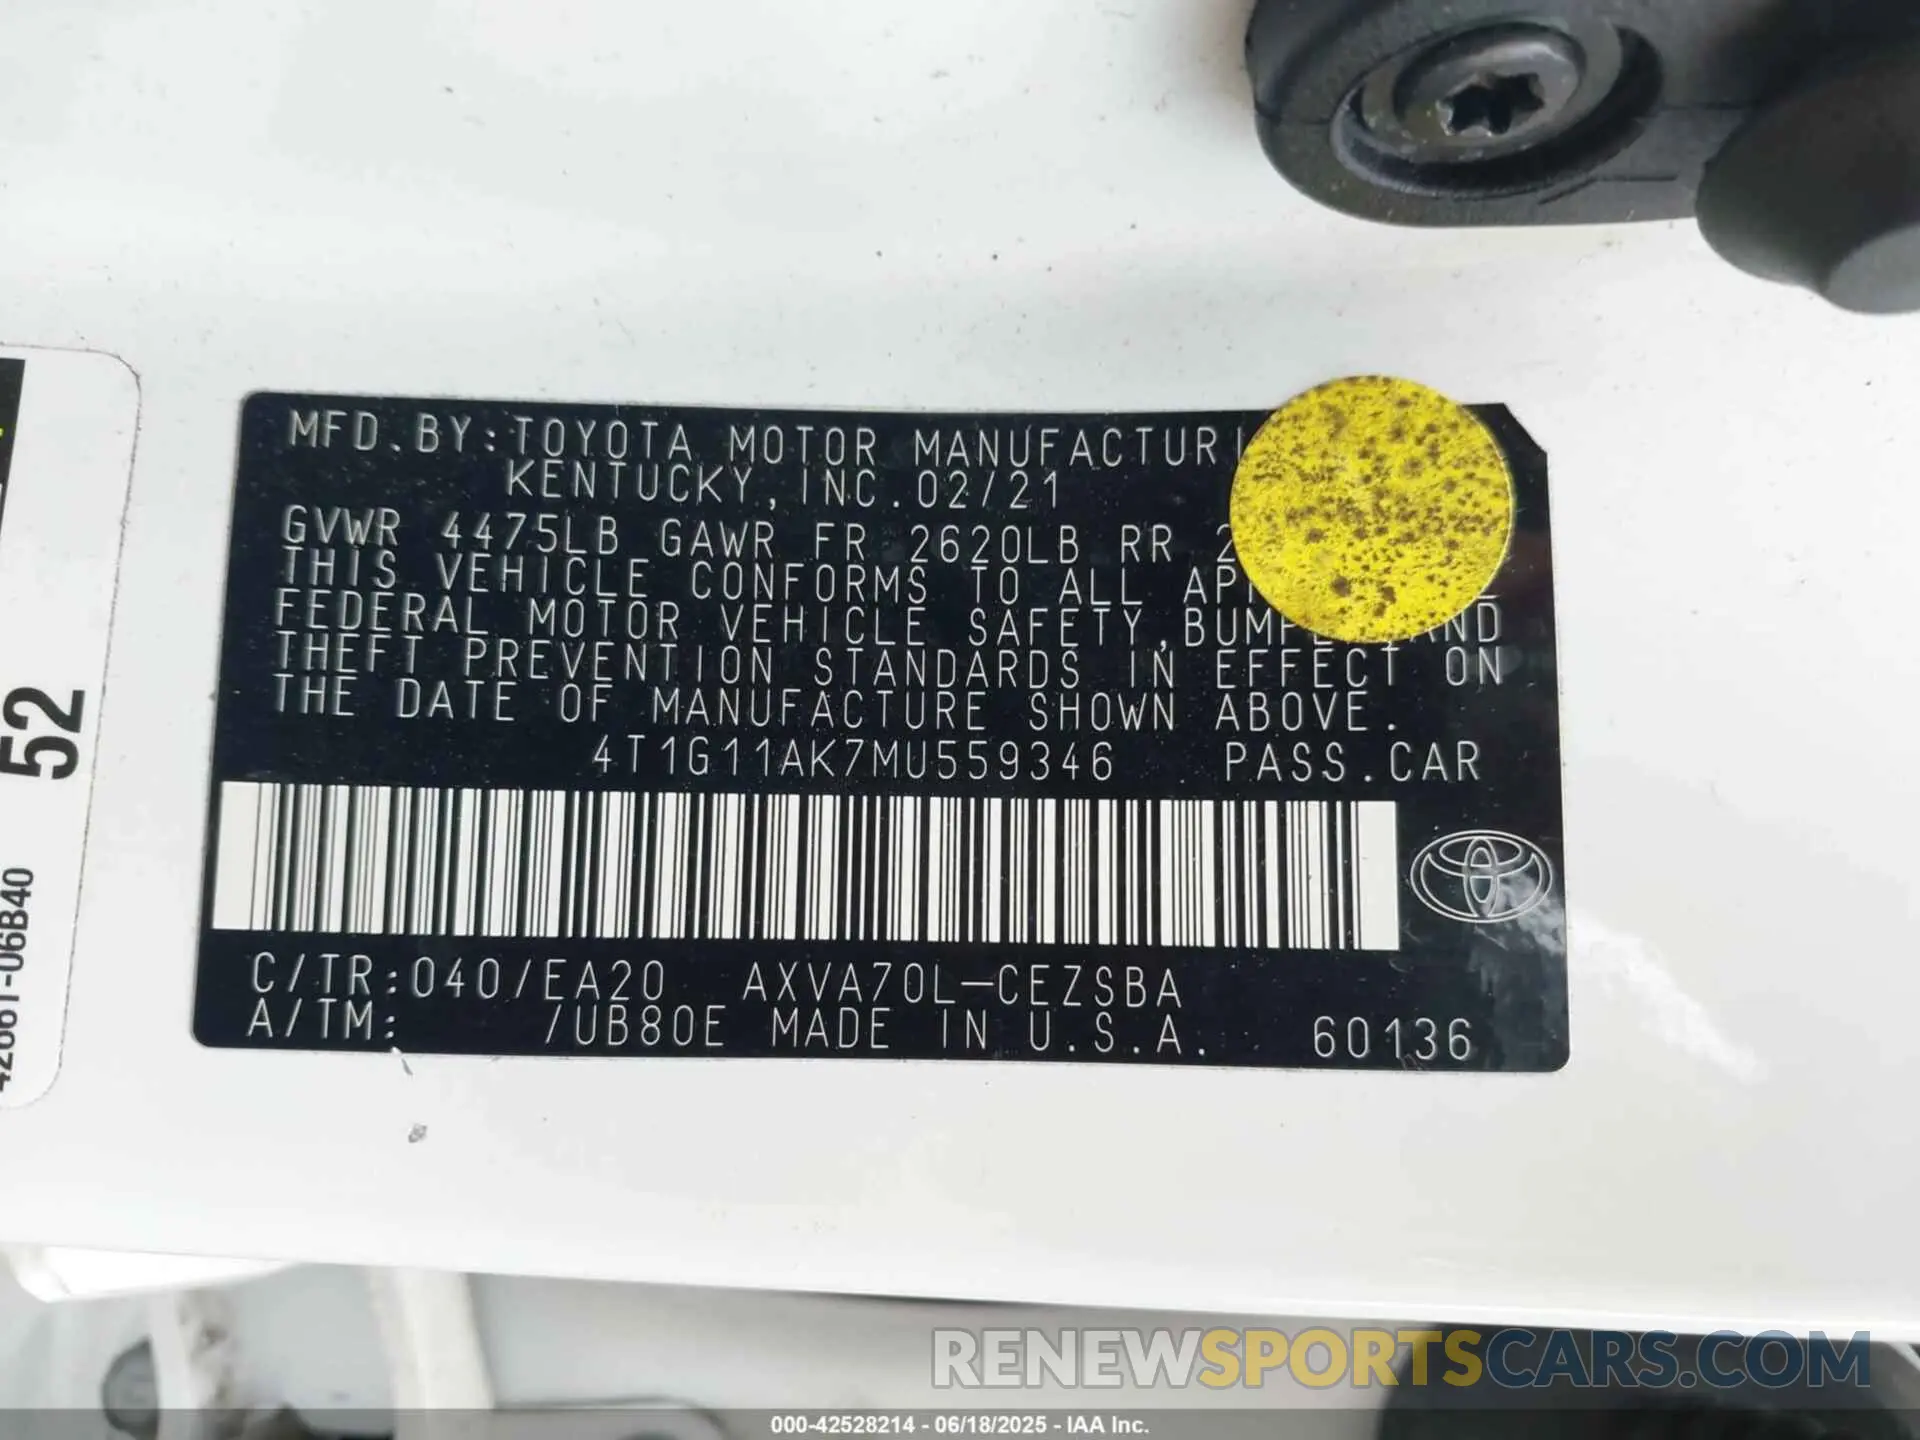 MFD.BY:TOYOTA MOTOR MANUFACTURI
KENTUCKY, INC.02/21
GVWR 4475LB GAWR FR 2620LB RR 2
THIS VEHICLE CONFORMS TO ALL
FEDERAL MOTOR VEHICLE SAFETY, AND
THEFT PREVENTION STANDARDS IN EFFECT ON
THE DATE OF MANUFACTURE SHOWN ABOVE.
4T1G11AK7MU559346 PASS.CAR
C/TR:040/EA20 AXVA70L-CEZSBA
A/TM: /UB80E MADE IN U.S.A. 60136
52
42661-06B40
RENEWSPORTSCARS.COM
000-42528214 - 06/18/2025 - IAA Inc.